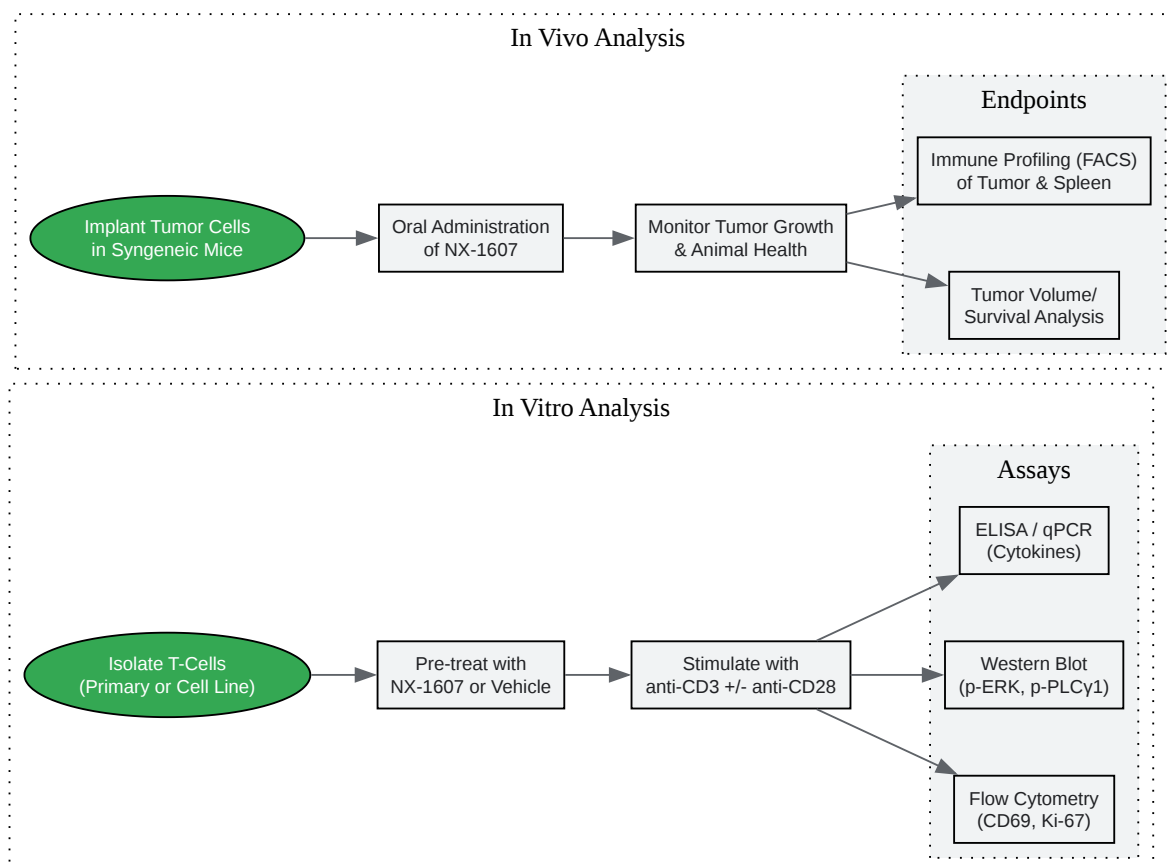 In Vivo Analysis
Endpoints
Immune Profiling (FACS)
of Tumor & Spleen
Implant Tumor Cells
in Syngeneic Mice
Oral Administration
of NX-1607
Monitor Tumor Growth
& Animal Health
Tumor Volume/
Survival Analysis
In Vitro Analysis
Assays
ELISA / qPCR
(Cytokines)
Isolate T-Cells
(Primary or Cell Line)
Pre-treat with
NX-1607 or Vehicle
Stimulate with
anti-CD3 +/- anti-CD28
Western Blot
(p-ERK, p-PLCγ1)
Flow Cytometry
(CD69, Ki-67)